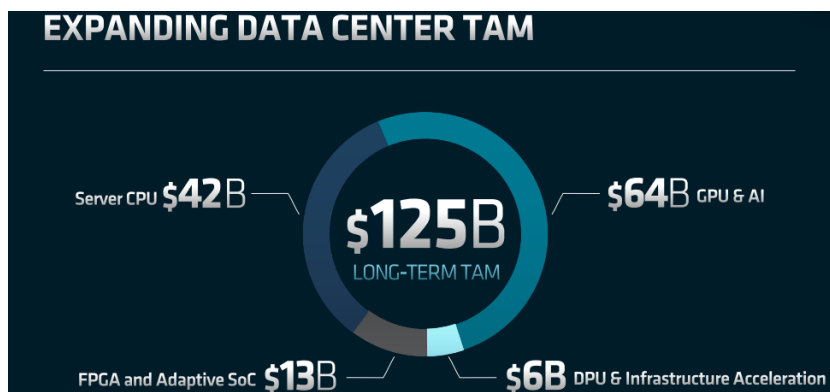 EXPANDING DATA CENTER TAM
Server CPU $42B
$64B GPU & AI
$125B
LONG-TERM TAM
FPGA and Adaptive SoC $13B
$6B DPU & Infrastructure Acceleration